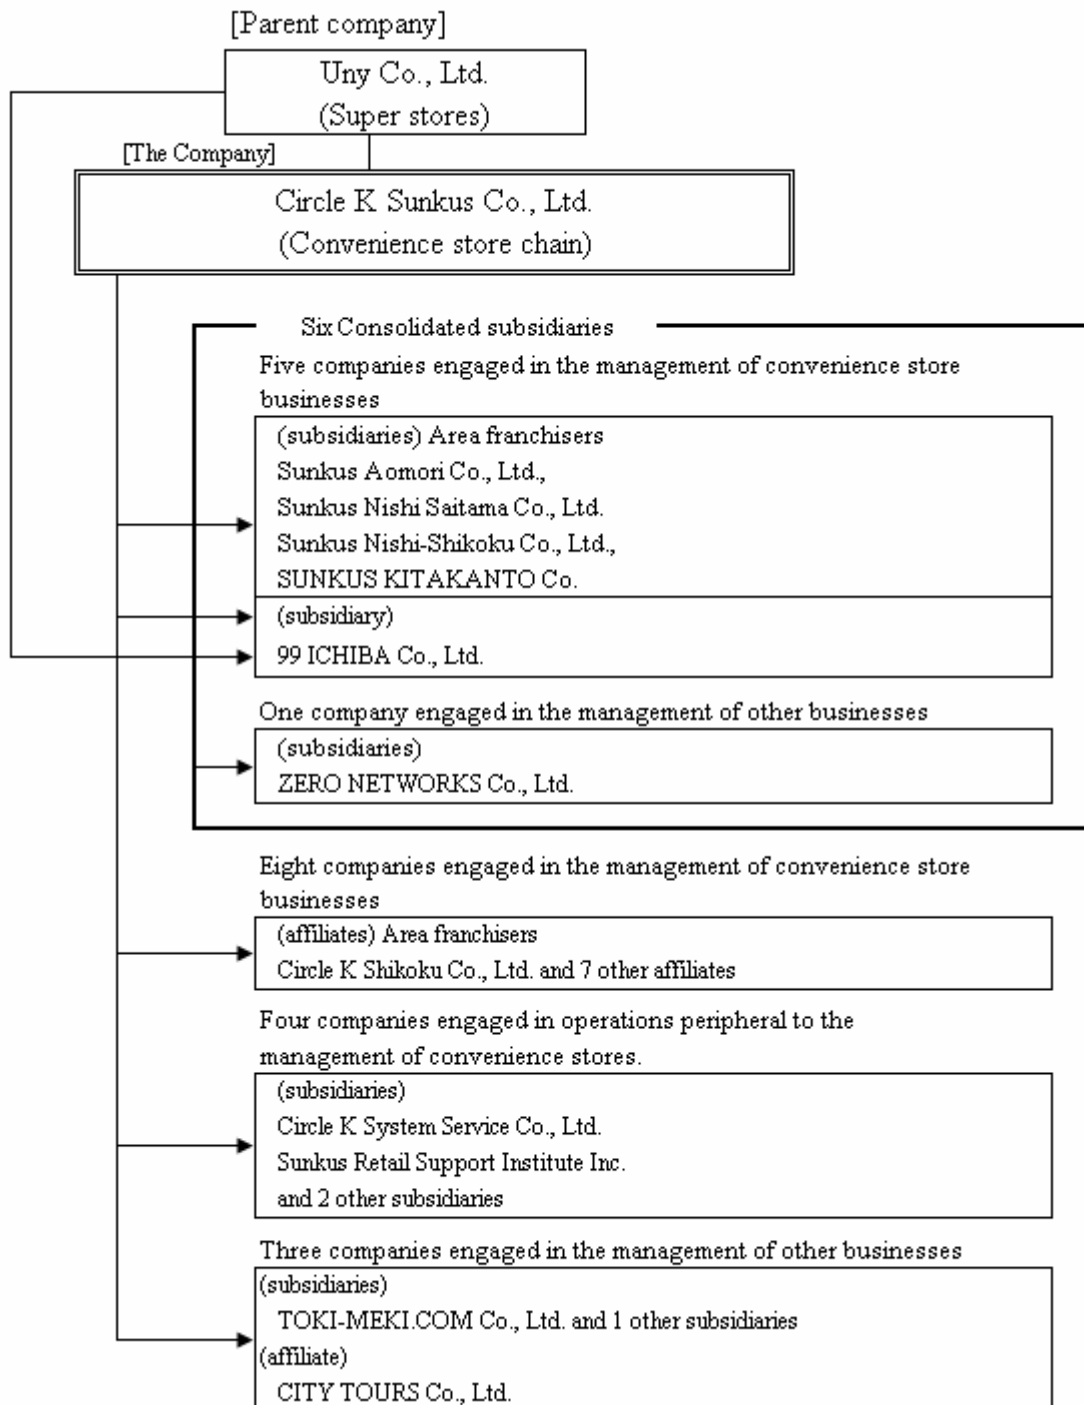 [Parent company]
Uny Co., Ltd.
(Super stores)
[The Company]
Circle K Sunkus Co., Ltd.
(Convenience store chain)
Six Consolidated subsidiaries
Five companies engaged in the management of convenience store
businesses
(subsidiaries) Area franchisers
Sunkus Aomori Co., Ltd.,
Sunkus Nishi Saitama Co., Ltd.
Sunkus Nishi-Shikoku Co., Ltd.,
SUNKUS KITAKANTO Co.
(subsidiary)
99 ICHIBA Co., Ltd.
One company engaged in the management of other businesses
(subsidiaries)
ZERO NETWORKS Co., Ltd.
Eight companies engaged in the management of convenience store
businesses
(affiliates) Area franchisers
Circle K Shikoku Co., Ltd. and 7 other affiliates
Four companies engaged in operations peripheral to the
management of convenience stores.
(subsidiaries)
Circle K System Service Co., Ltd.
Sunkus Retail Support Institute Inc.
and 2 other subsidiaries
Three companies engaged in the management of other businesses
(subsidiaries)
TOKI-MEKI.COM Co., Ltd. and 1 other subsidiaries
(affiliate)
CITY TOURS Co., Ltd.